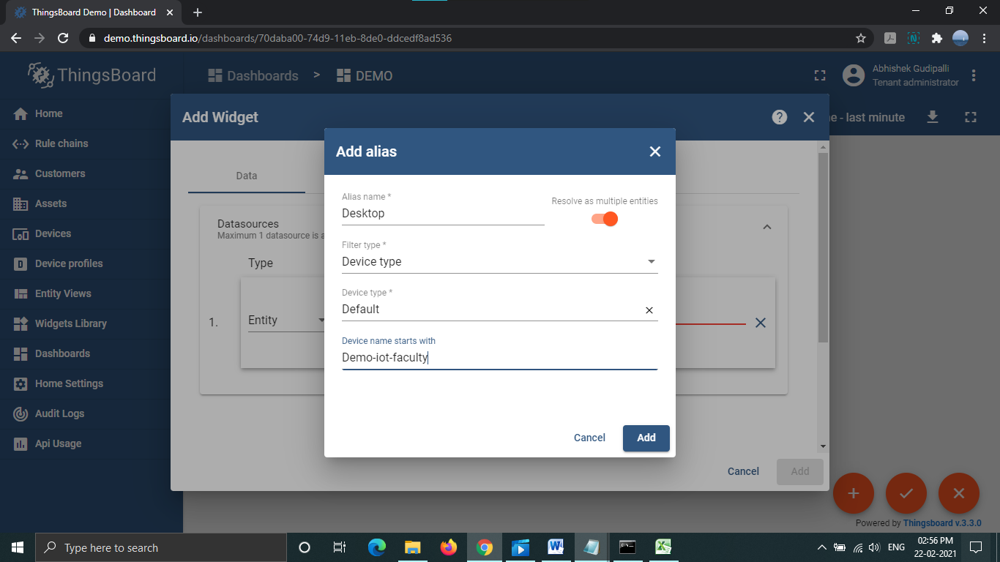 ThingsBoard Demo | Dashboard
demo.thingsboard.io/dashboards/70daba00-74d9-11eb-8de0-ddcedf8ad536
ThingsBoard
Dashboards > DEMO
Abhishek Gudipalli
Tenant administrator
Home
Rule chains
Customers
Assets
Devices
Device profiles
Entity Views
Widgets Library
Dashboards
Home Settings
Audit Logs
Api Usage
e - last minute
Add Widget
Data
Datasources
Maximum 1 datasource is a
Type
1.
Entity
Cancel
Add
Add alias
Alias name *
Desktop
Resolve as multiple entities
Filter type *
Device type
Device type *
Default
Device name starts with
Demo-iot-faculty
Cancel
Add
Powered by Thingsboard v.3.3.0
Type here to search
ENG
02:56 PM
22-02-2021